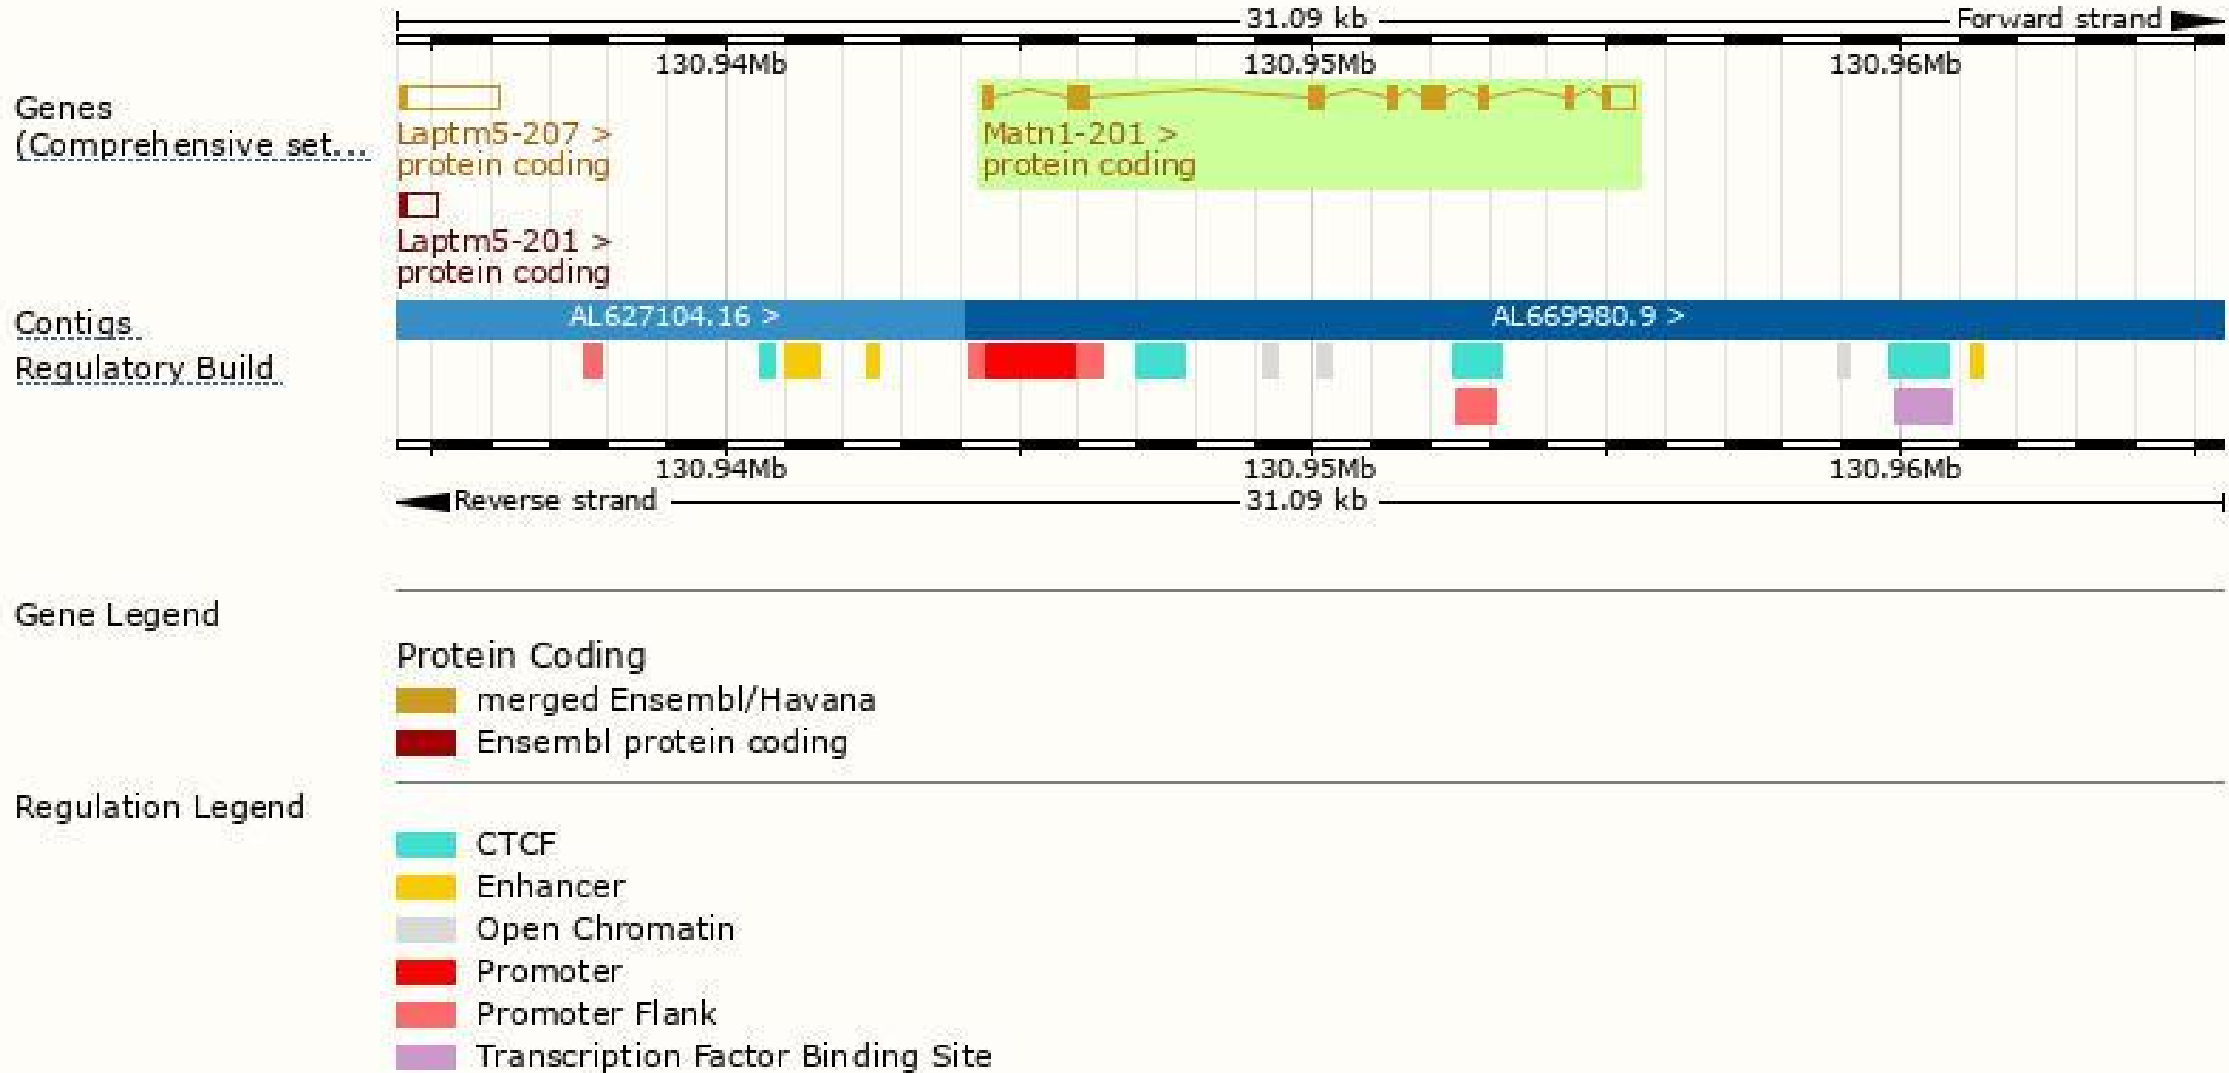 31.09 kb Forward strand
130.94Mb 130.95Mb 130.96Mb
Genes
(Comprehensive set...
Laptm5-207 >
protein coding
Matn1-201 >
protein coding
Laptm5-201 >
protein coding
Contigs AL627104.16 > AL669980.9 >
Regulatory Build
130.94Mb 130.95Mb 130.96Mb
Reverse strand 31.09 kb
Gene Legend
Protein Coding
merged Ensembl/Havana
Ensembl protein coding
Regulation Legend
CTCF
Enhancer
Open Chromatin
Promoter
Promoter Flank
Transcription Factor Binding Site